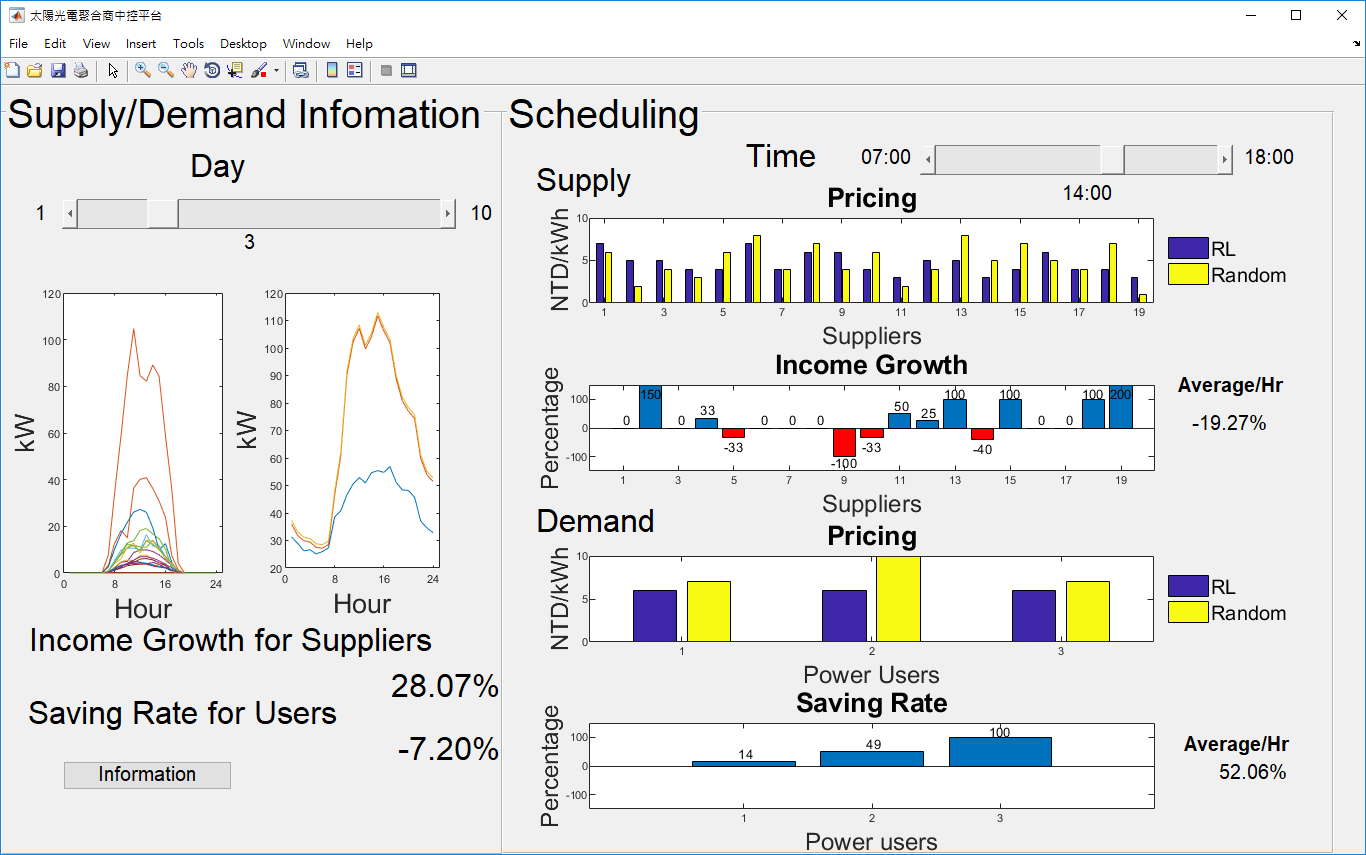 太陽光電聚合商中控平台
File Edit View Insert Tools Desktop Window Help
Supply/Demand Infomation
Day
1
10
3
kW
120
100
80
60
40
20
0
0 8 16 24
Hour
kW
120
110
100
90
80
70
60
50
40
30
20
0 8 16 24
Hour
Income Growth for Suppliers
28.07%
Saving Rate for Users
-7.20%
Information
Scheduling
Time 07:00 18:00
14:00
Supply
Pricing
NTD/kWh
10
5
0
1 3 5 7 9 11 13 15 17 19
Suppliers
RL
Random
Income Growth
Percentage
100
0
-100
0 150 0 33 -33 0 0 0 -100 -33 50 25 100 -40 100 0 0 100 200
1 3 5 7 9 11 13 15 17 19
Suppliers
Average/Hr
-19.27%
Demand
Pricing
NTD/kWh
10
5
0
1 2 3
Power Users
RL
Random
Saving Rate
Percentage
100
0
-100
14 49 100
1 2 3
Power users
Average/Hr
52.06%